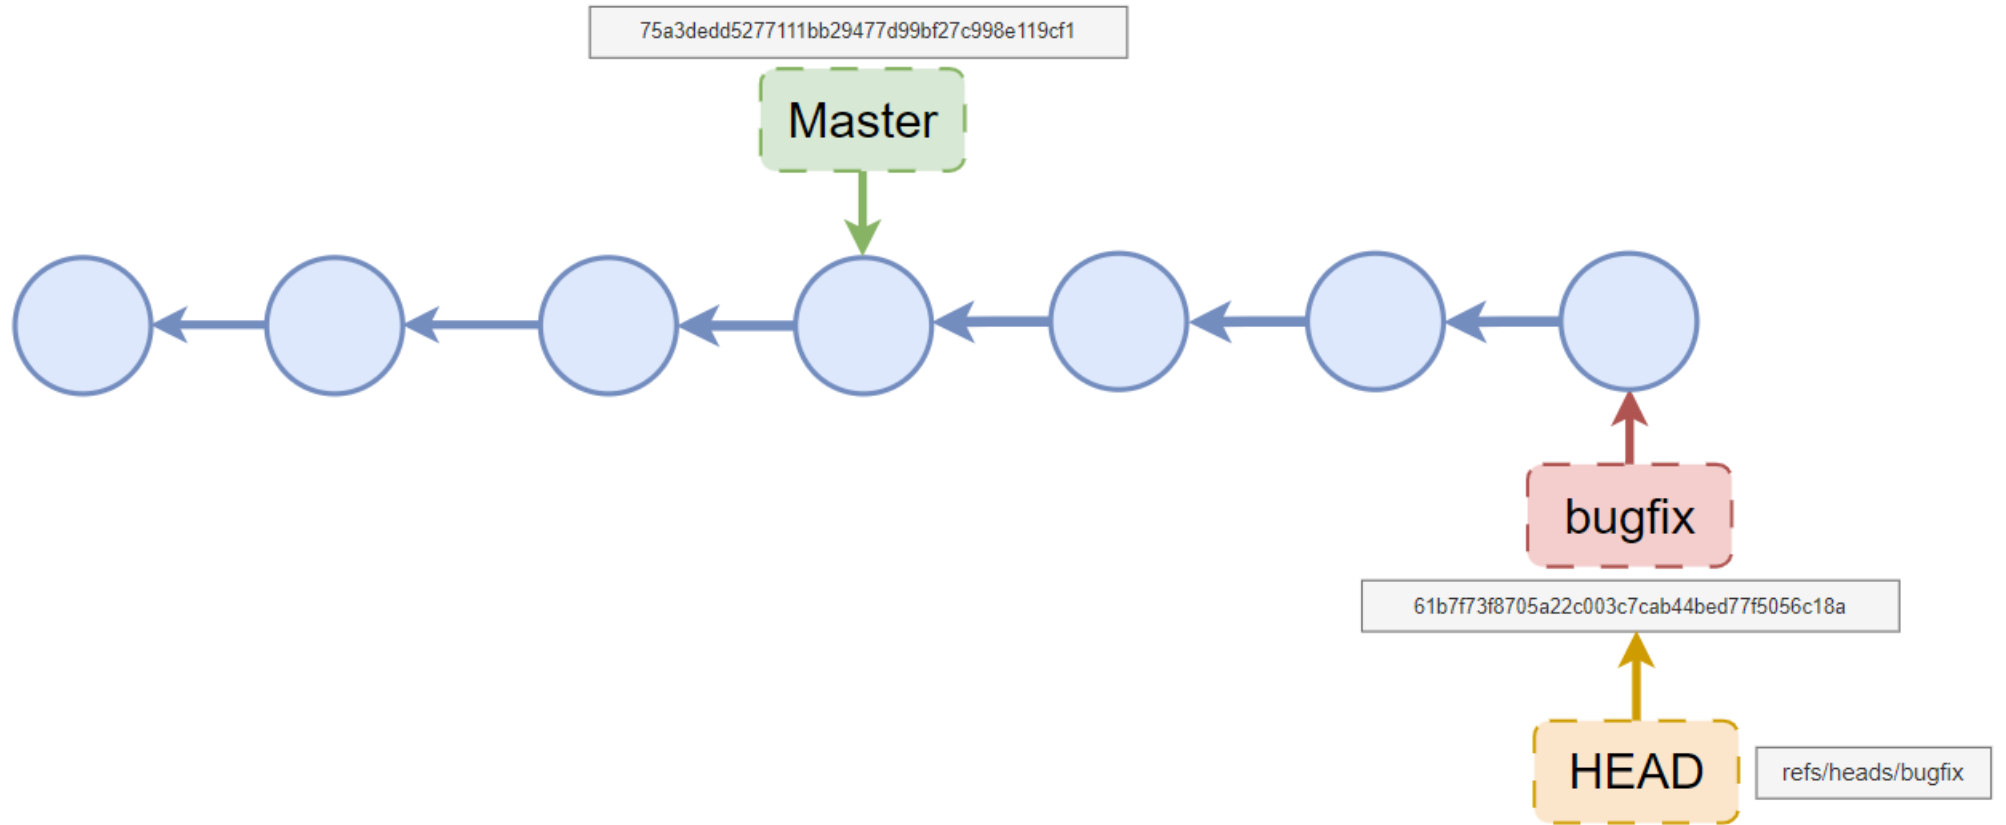 75a3dedd5277111bb29477d99bf27c998e119cf1
Master
bugfix
61b7f73f8705a22c003c7cab44bed77f5056c18a
HEAD
refs/heads/bugfix